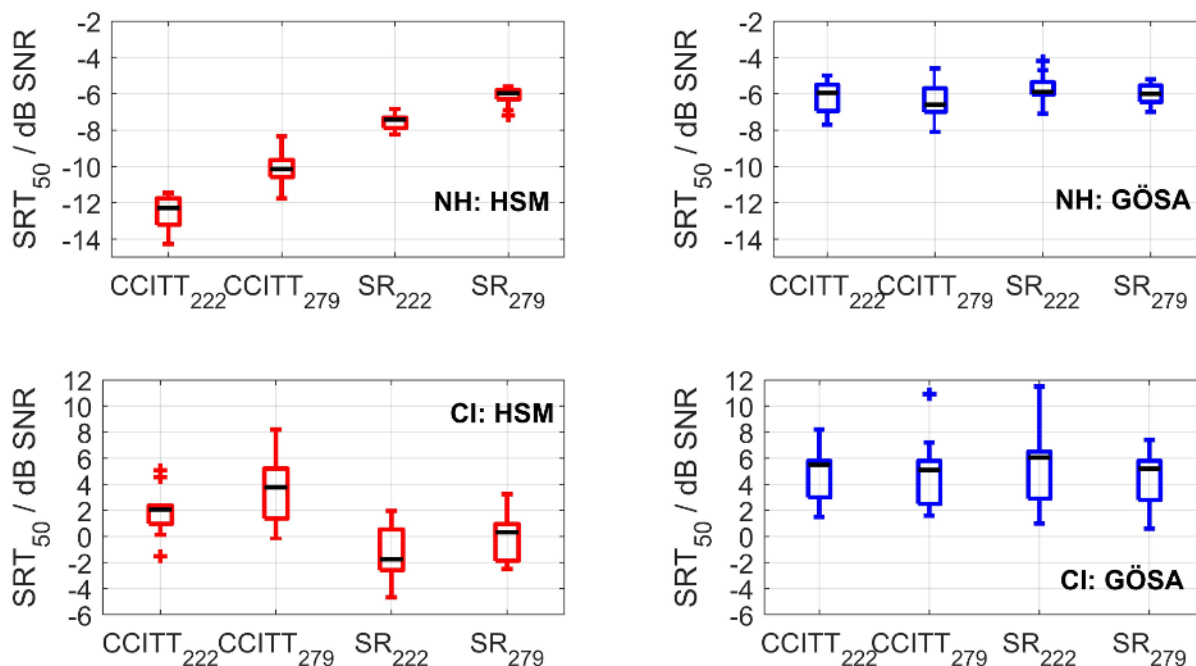 -2
-4
-6
-8
-10
-12
-14
SRT50 / dB SNR
NH: HSM
CCITT222 CCITT279 SR222 SR279
-2
-4
-6
-8
-10
-12
-14
SRT50 / dB SNR
NH: GÖSA
CCITT222 CCITT279 SR222 SR279
12
10
8
6
4
2
0
-2
-4
-6
SRT50 / dB SNR
CI: HSM
CCITT222 CCITT279 SR222 SR279
12
10
8
6
4
2
0
-2
-4
-6
SRT50 / dB SNR
CI: GÖSA
CCITT222 CCITT279 SR222 SR279